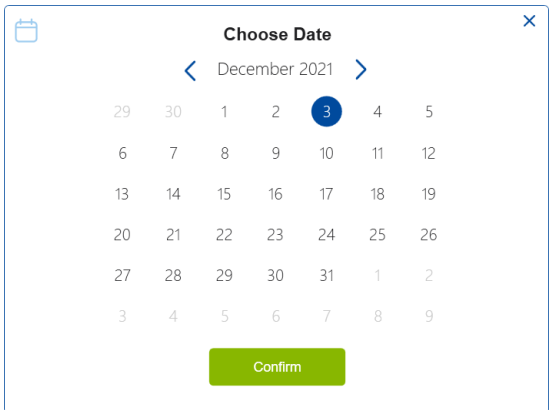 Choose Date
December 2021
29 30 1 2 3 4 5
6 7 8 9 10 11 12
13 14 15 16 17 18 19
20 21 22 23 24 25 26
27 28 29 30 31 1 2
3 4 5 6 7 8 9
Confirm